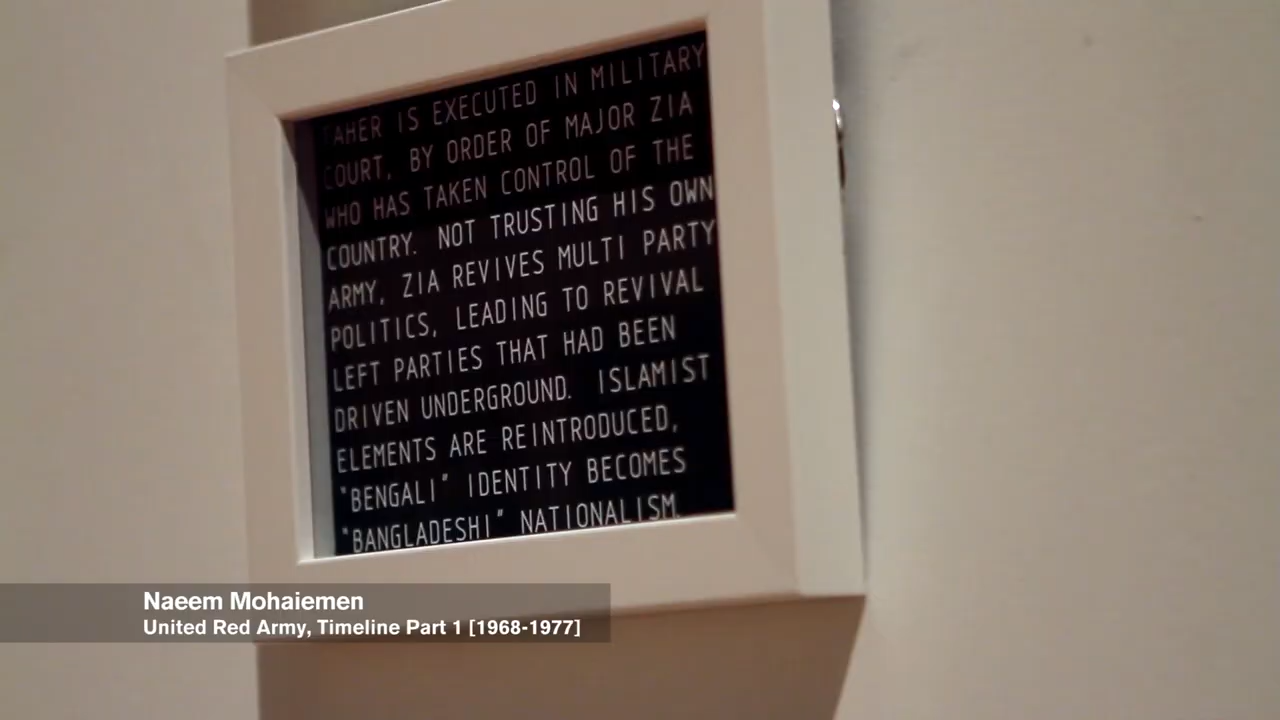 TAHER IS EXECUTED IN MILITARY
COURT, BY ORDER OF MAJOR ZIA
WHO HAS TAKEN CONTROL OF THE
COUNTRY. NOT TRUSTING HIS OWN
ARMY, ZIA REVIVES MULTI PARTY
POLITICS, LEADING TO REVIVAL
LEFT PARTIES THAT HAD BEEN
DRIVEN UNDERGROUND. ISLAMIST
ELEMENTS ARE REINTRODUCED,
"BENGALI" IDENTITY BECOMES
"BANGLADESHI" NATIONALISM.
Naeem Mohaiemen
United Red Army, Timeline Part 1 [1968-1977]